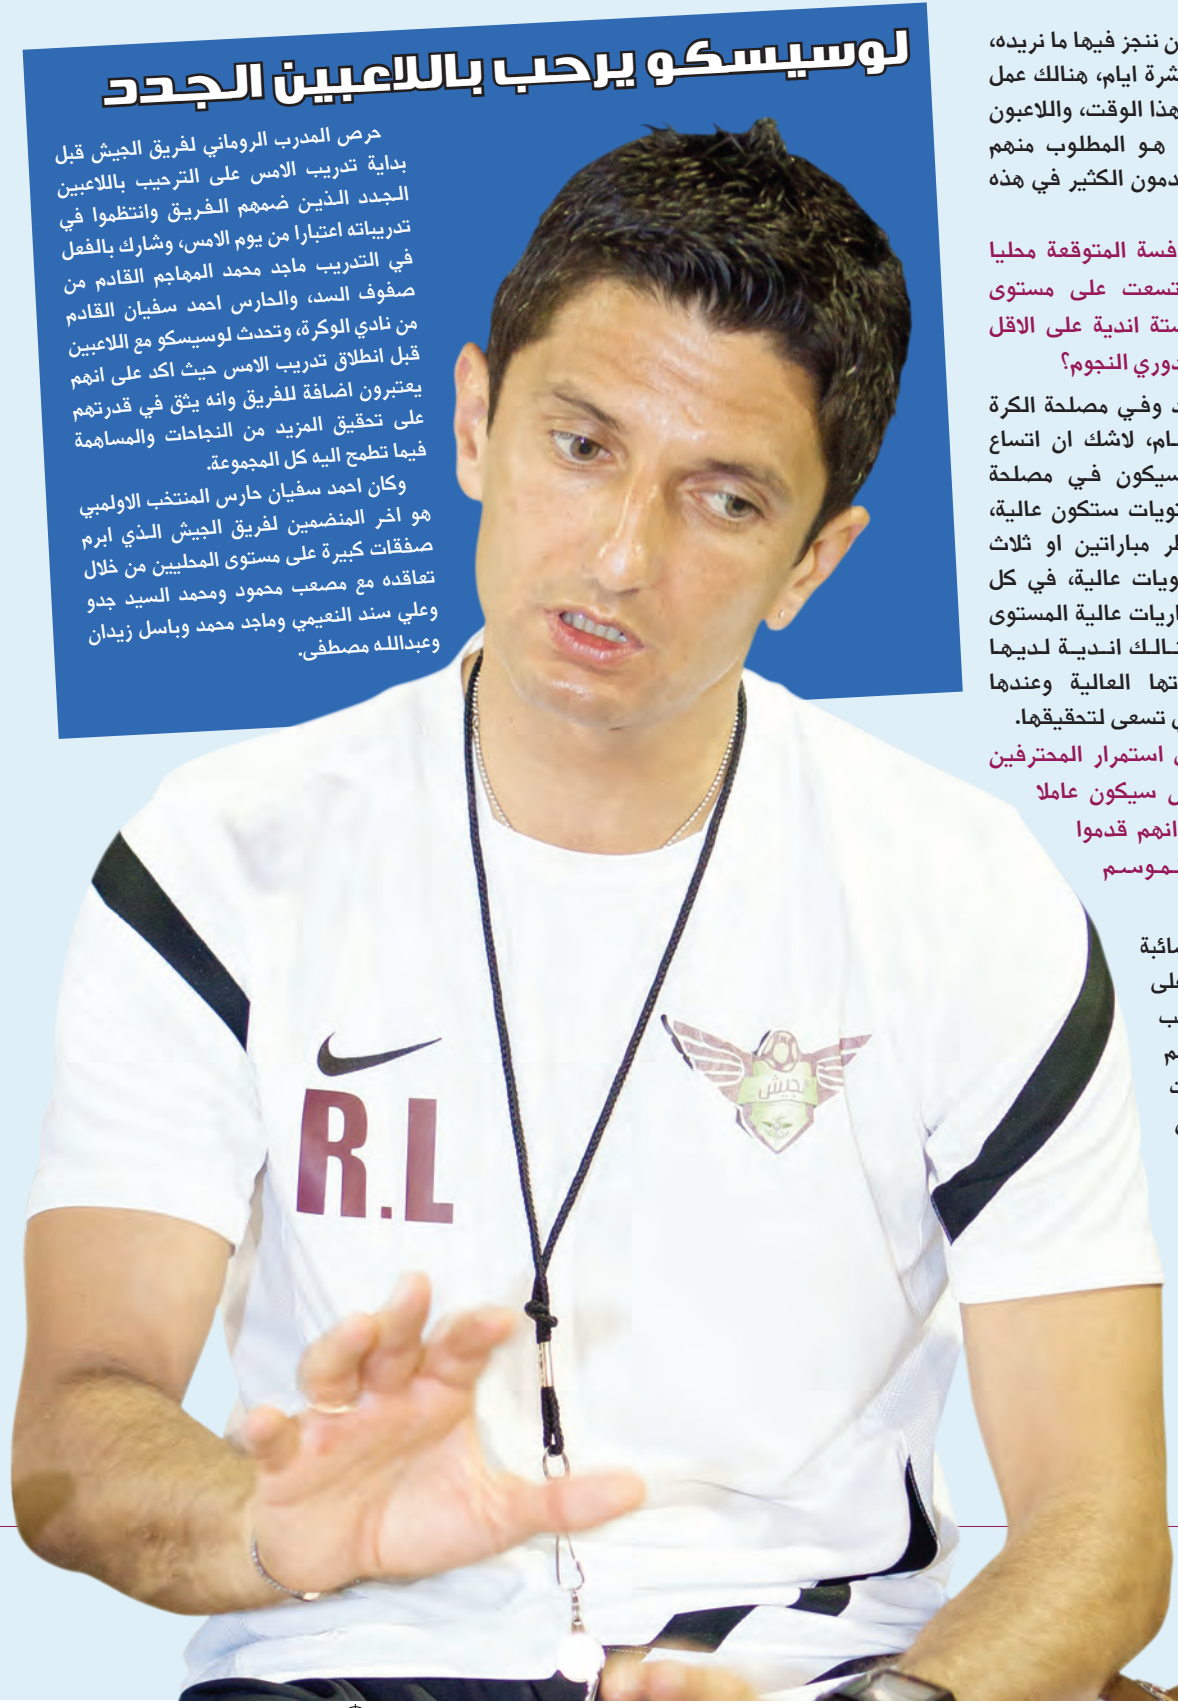 لوسيسكو يرحب باللاعبين الجدد
حرص المدرب الروماني لفريق الجيش قبل
بداية تدريب الامس على الترحيب باللاعبين
الجدد الذين ضمهم الفريق وانتظموا في
تدريباته اعتبارا من يوم الامس، وشارك بالفعل
في التدريب ماجد محمد المهاجم القادم من
صفوف السد، والحارس احمد سفيان القادم
من نادي الوكرة، وتحدث لوسيسكو مع اللاعبين
قبل انطلاق تدريب الامس حيث اكد على انهم
يعتبرون اضافة للفريق وانه يثق في قدرتهم
على تحقيق المزيد من النجاحات والمساهمة
فيما تطمح اليه كل المجموعة.
وكان احمد سفيان حارس المنتخب الاولمبي
هو اخر المنضمين لفريق الجيش الذي ابرم
صفقات كبيرة على مستوى المحليين من خلال
تعاقده مع مصعب محمود ومحمد السيد جدو
وعلي سند النعيمي وماجد محمد وباسل زيدان
وعبدالله مصطفى.
ن ننجز فيها ما نريده،
شرة ايام، هنالك عمل
هذا الوقت، واللاعبون
هو المطلوب منهم
دمون الكثير في هذه
فسة المتوقعة محليا
تسعت على مستوى
ستة اندية على الاقل
دوري النجوم؟
د وفي مصلحة الكرة
ـام، لاشك ان اتساع
سيكون في مصلحة
تويات ستكون عالية،
ظر مباراتين او ثلاث
ويات عالية، في كل
اريات عالية المستوى
نالك اندية لديها
تها العالية وعندها
ي تسعى لتحقيقها.
ن استمرار المحترفين
ل سيكون عاملا
انهم قدموا
ـموسم
ـائبة
على
ب
م
ت
R.L
الجيش